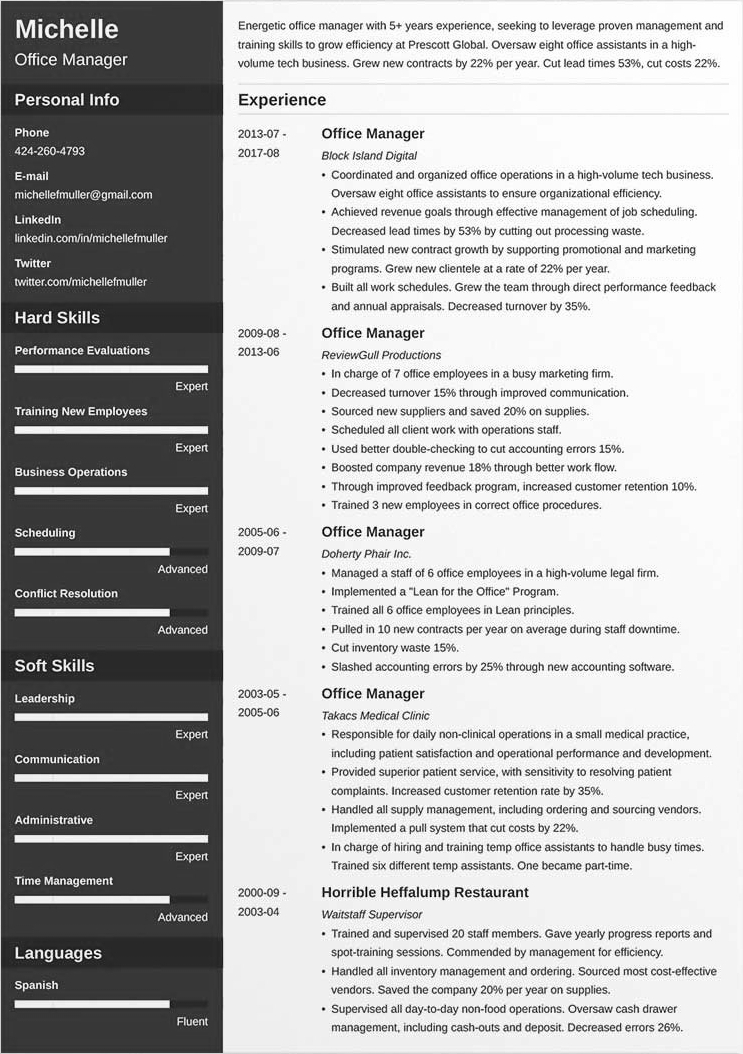 Michelle
Office Manager
Personal Info
Phone
424-260-4793
E-mail
michellefmuller@gmail.com
LinkedIn
linkedin.com/in/michellefmuller
Twitter
twitter.com/michellefmuller
Hard Skills
Performance Evaluations
Expert
Training New Employees
Expert
Business Operations
Expert
Scheduling
Advanced
Conflict Resolution
Advanced
Soft Skills
Leadership
Expert
Communication
Expert
Administrative
Expert
Time Management
Advanced
Languages
Spanish
Fluent
Energetic office manager with 5+ years experience, seeking to leverage proven management and
training skills to grow efficiency at Prescott Global. Oversaw eight office assistants in a high-
volume tech business. Grew new contracts by 22% per year. Cut lead times 53%, cut costs 22%.
Experience
2013-07 -
2017-08
Office Manager
Block Island Digital
• Coordinated and organized office operations in a high-volume tech business.
Oversaw eight office assistants to ensure organizational efficiency.
• Achieved revenue goals through effective management of job scheduling.
Decreased lead times by 53% by cutting out processing waste.
• Stimulated new contract growth by supporting promotional and marketing
programs. Grew new clientele at a rate of 22% per year.
• Built all work schedules. Grew the team through direct performance feedback
and annual appraisals. Decreased turnover by 35%.
2009-08 -
2013-06
Office Manager
ReviewGull Productions
• In charge of 7 office employees in a busy marketing firm.
• Decreased turnover 15% through improved communication.
• Sourced new suppliers and saved 20% on supplies.
• Scheduled all client work with operations staff.
• Used better double-checking to cut accounting errors 15%.
• Boosted company revenue 18% through better work flow.
• Through improved feedback program, increased customer retention 10%.
• Trained 3 new employees in correct office procedures.
2005-06 -
2009-07
Office Manager
Doherty Phair Inc.
• Managed a staff of 6 office employees in a high-volume legal firm.
• Implemented a "Lean for the Office" Program.
• Trained all 6 office employees in Lean principles.
• Pulled in 10 new contracts per year on average during staff downtime.
• Cut inventory waste 15%.
• Slashed accounting errors by 25% through new accounting software.
2003-05 -
2005-06
Office Manager
Takacs Medical Clinic
• Responsible for daily non-clinical operations in a small medical practice,
including patient satisfaction and operational performance and development.
• Provided superior patient service, with sensitivity to resolving patient
complaints. Increased customer retention rate by 35%.
• Handled all supply management, including ordering and sourcing vendors.
Implemented a pull system that cut costs by 22%.
• In charge of hiring and training temp office assistants to handle busy times.
Trained six different temp assistants. One became part-time.
2000-09 -
2003-04
Horrible Heffalump Restaurant
Waitstaff Supervisor
• Trained and supervised 20 staff members. Gave yearly progress reports and
spot-training sessions. Commended by management for efficiency.
• Handled all inventory management and ordering. Sourced most cost-effective
vendors. Saved the company 20% per year on supplies.
• Supervised all day-to-day non-food operations. Oversaw cash drawer
management, including cash-outs and deposit. Decreased errors 26%.